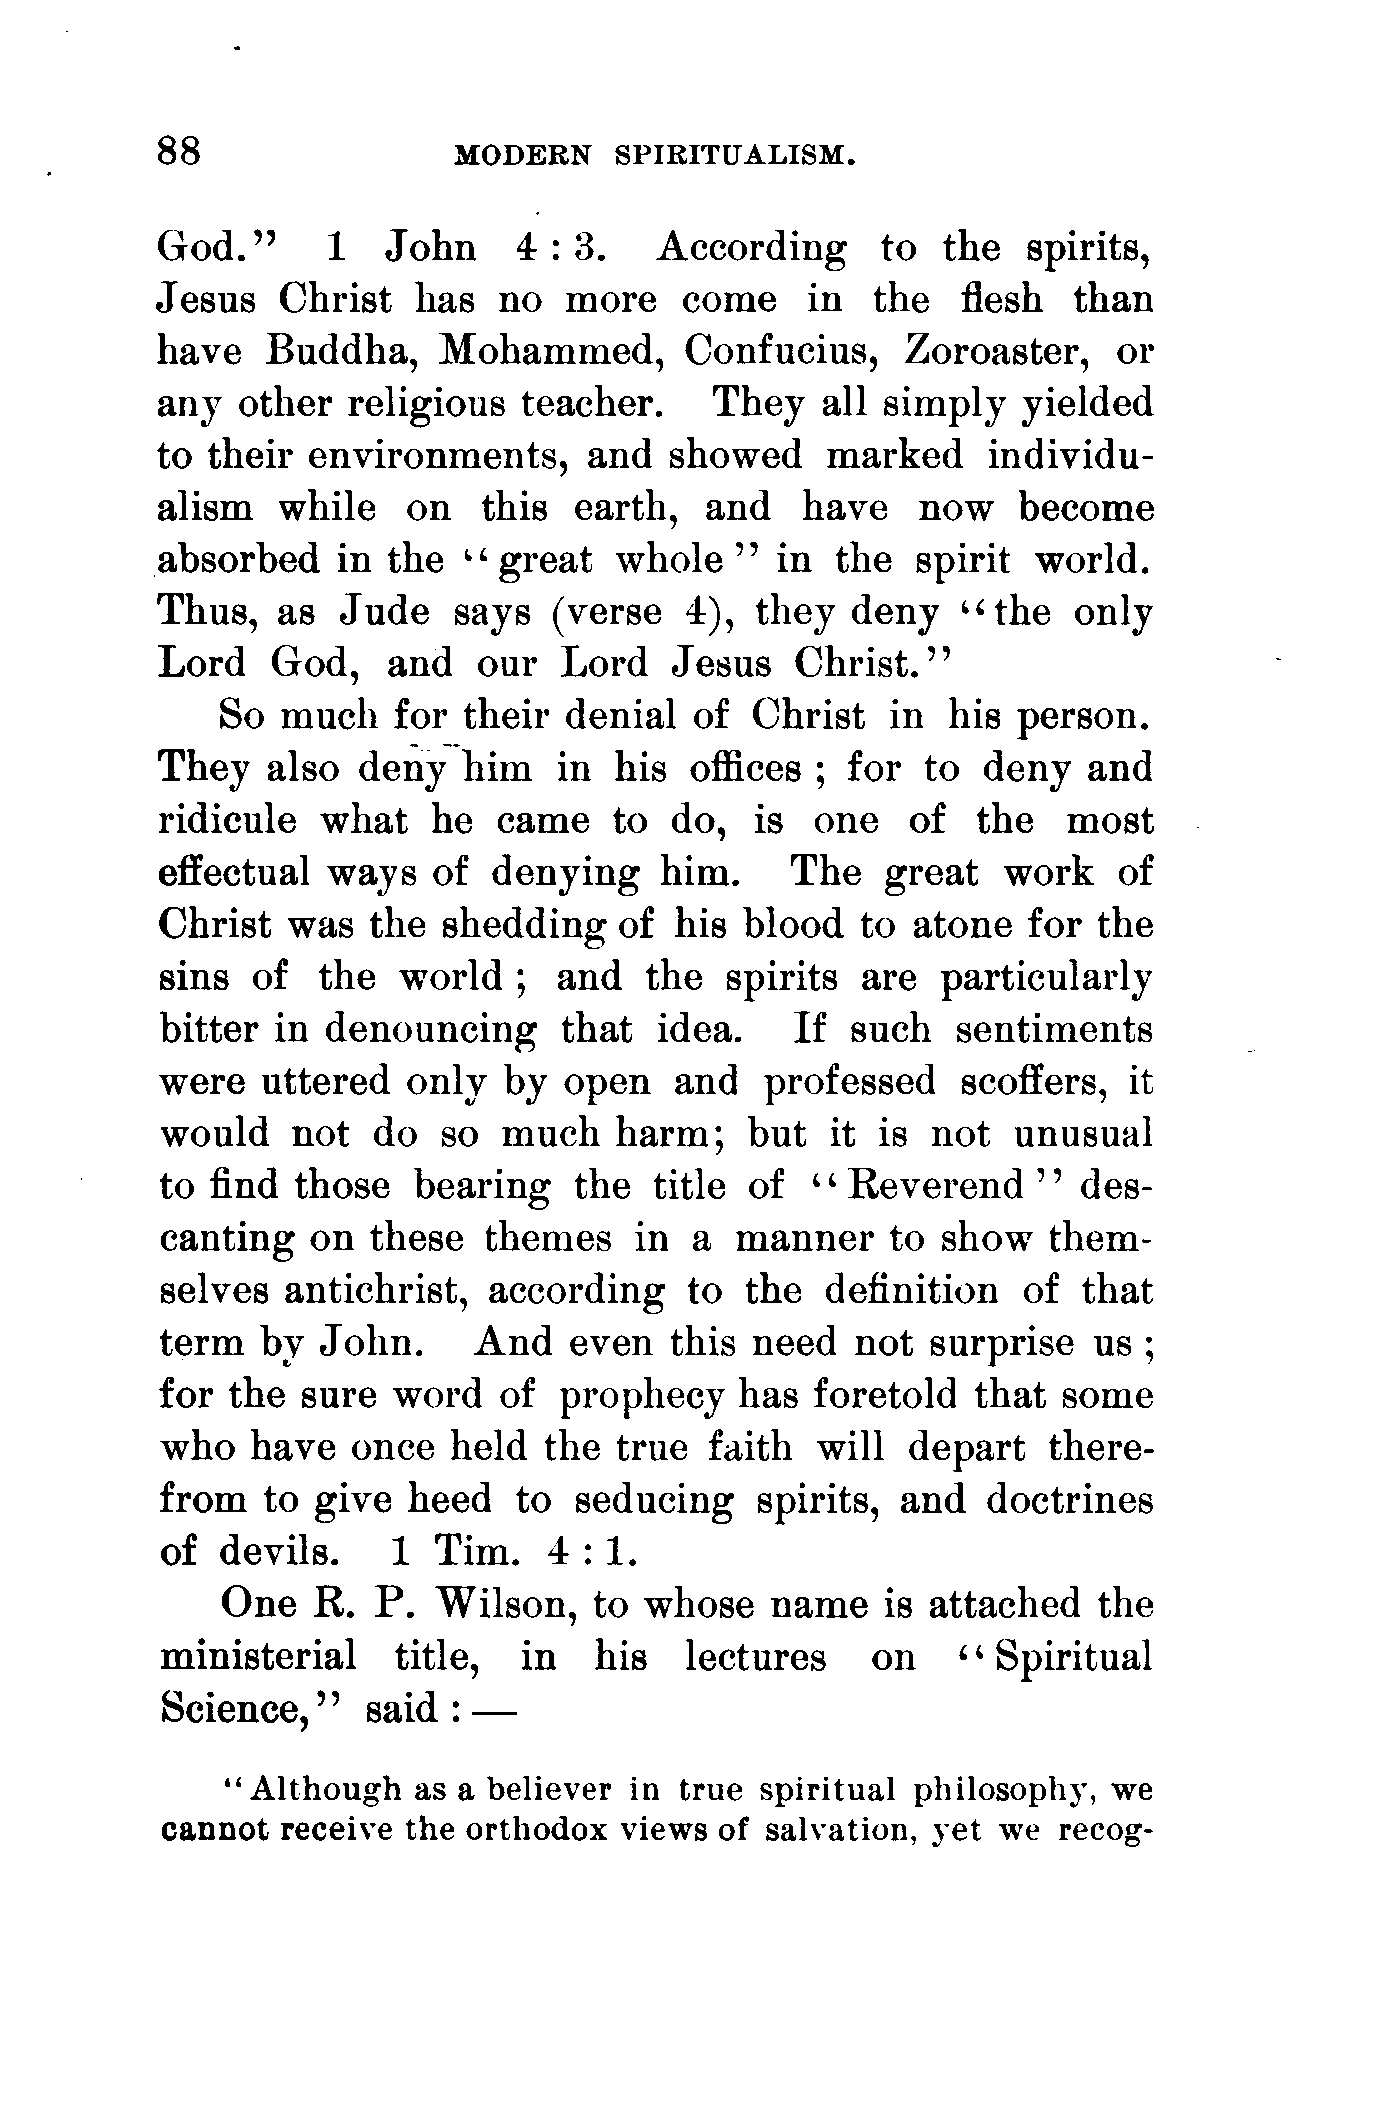 88 MODERN SPIRITUALISM.
God." 1 John 4 : 3. According to the spirits,
Jesus Christ has no more come in the flesh than
have Buddha, Mohammed, Confucius, Zoroaster, or
any other religious teacher. They all simply yielded
to their environments, and showed marked individu-
alism while on this earth, and have now become
absorbed in the "great whole" in the spirit world.
Thus, as Jude says (verse 4), they deny "the only
Lord God, and our Lord Jesus Christ."
So much for their denial of Christ in his person.
They also deny him in his offices ; for to deny and
ridicule what he came to do, is one of the most
effectual ways of denying him. The great work of
Christ was the shedding of his blood to atone for the
sins of the world ; and the spirits are particularly
bitter in denouncing that idea. If such sentiments
were uttered only by open and professed scoffers, it
would not do so much harm; but it is not unusual
to find those bearing the title of "Reverend" des-
canting on these themes in a manner to show them-
selves antichrist, according to the definition of that
term by John. And even this need not surprise us ;
for the sure word of prophecy has foretold that some
who have once held the true faith will depart there-
from to give heed to seducing spirits, and doctrines
of devils. 1 Tim. 4 : 1.
One R. P. Wilson, to whose name is attached the
ministerial title, in his lectures on "Spiritual
Science," said : —
"Although as a believer in true spiritual philosophy, we
cannot receive the orthodox views of salvation, yet we recog-